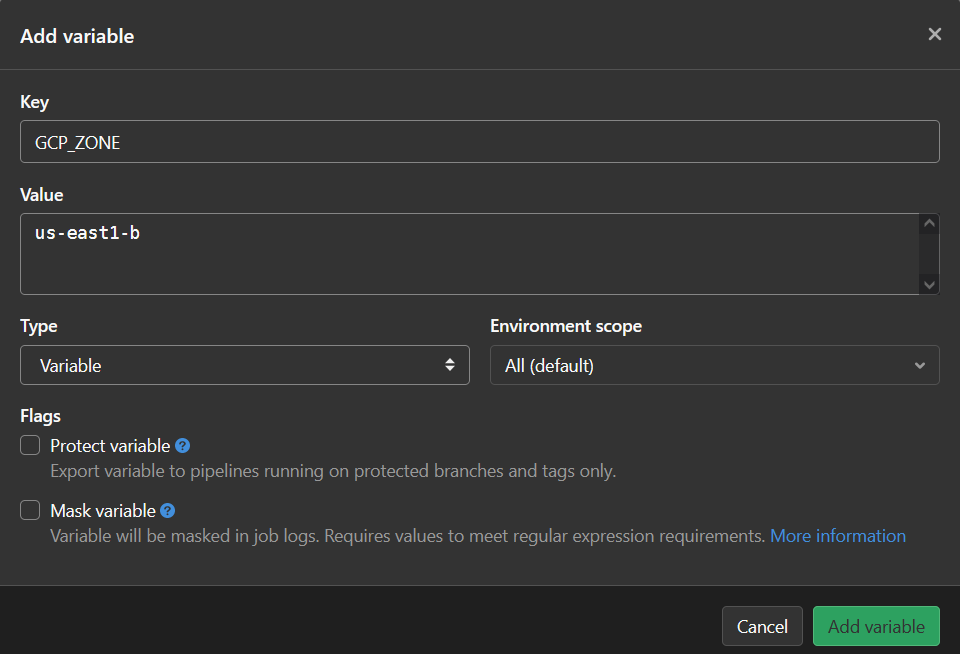 Add variable
Key
GCP_ZONE
Value
us-east1-b
Type
Environment scope
Variable
All (default)
Flags
Protect variable ?
Export variable to pipelines running on protected branches and tags only.
Mask variable ?
Variable will be masked in job logs. Requires values to meet regular expression requirements. More information
Cancel
Add variable